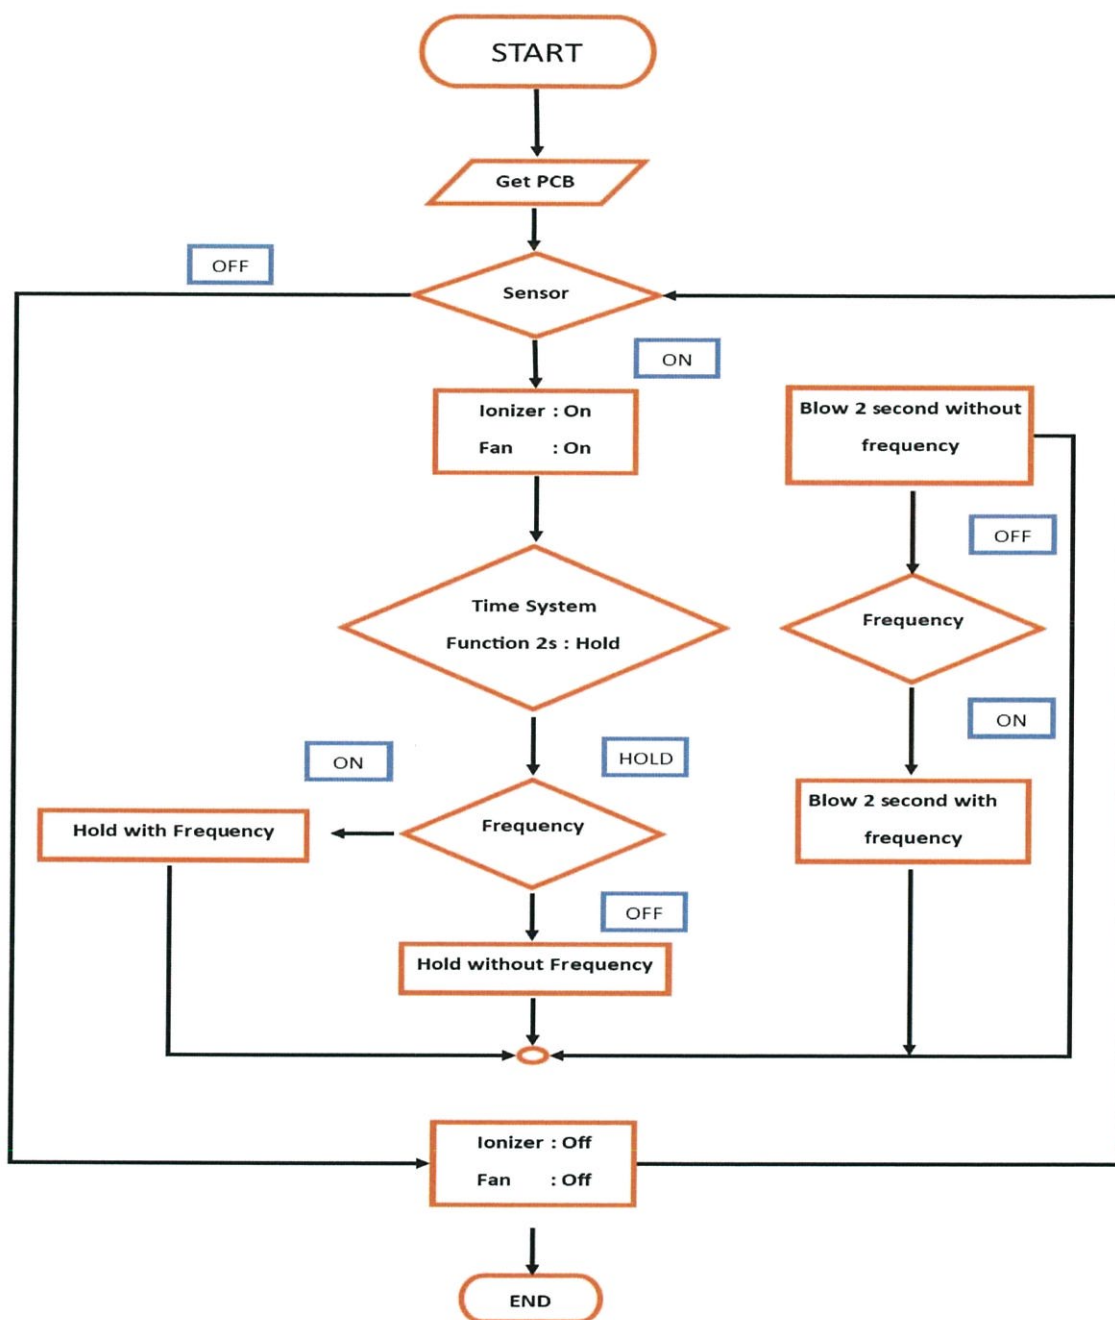 START
Get PCB
OFF
Sensor
ON
Ionizer : On
Fan : On
Blow 2 second without
frequency
OFF
Time System
Function 2s : Hold
Frequency
ON
ON
HOLD
Blow 2 second with
frequency
Hold with Frequency
Frequency
OFF
Hold without Frequency
Ionizer : Off
Fan : Off
END